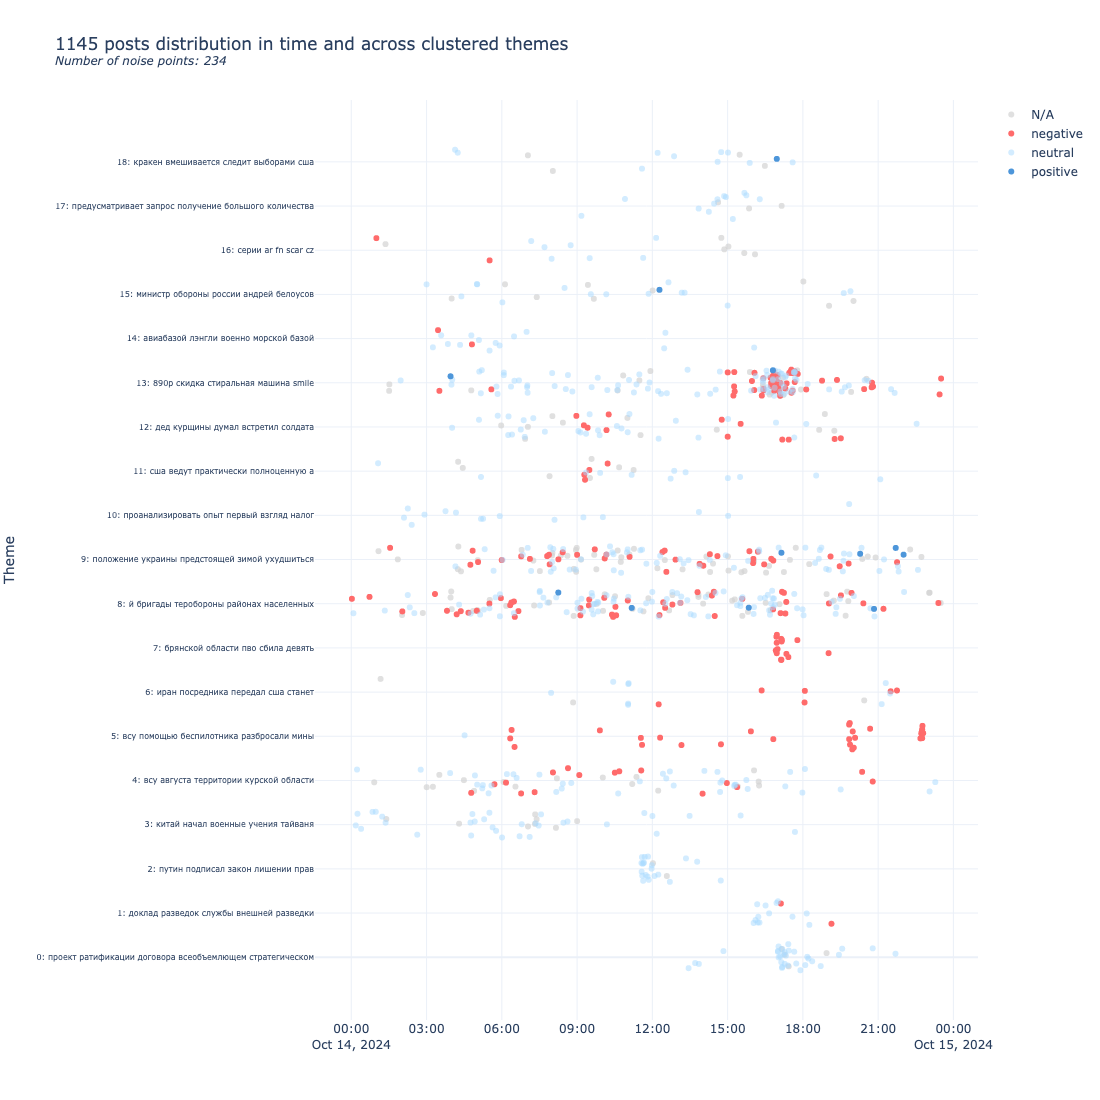 1145 posts distribution in time and across clustered themes
Number of noise points: 234
N/A
negative
neutral
positive
Theme
18: кракен вмешивается следит выборами сша
17: предусматривает запрос получение большого количества
16: серии ar fn scar cz
15: министр обороны россии андрей белоусов
14: авиабазой лэнгли военно морской базой
13: 890р скидка стиральная машина smile
12: дед курщины думал встретил солдата
11: сша ведут практически полноценную а
10: проанализировать опыт первый взгляд налог
9: положение украины предстоящей зимой ухудшиться
8: й бригады теробороны районах населенных
7: брянской области пво сбила девять
6: иран посредника передал сша станет
5: всу помощью беспилотника разбросали мины
4: всу августа территории курской области
3: китай начал военные учения тайваня
2: путин подписал закон лишении прав
1: доклад разведок службы внешней разведки
0: проект ратификации договора всеобъемлющем стратегическом
00:00 03:00 06:00 09:00 12:00 15:00 18:00 21:00 00:00
Oct 14, 2024 Oct 15, 2024